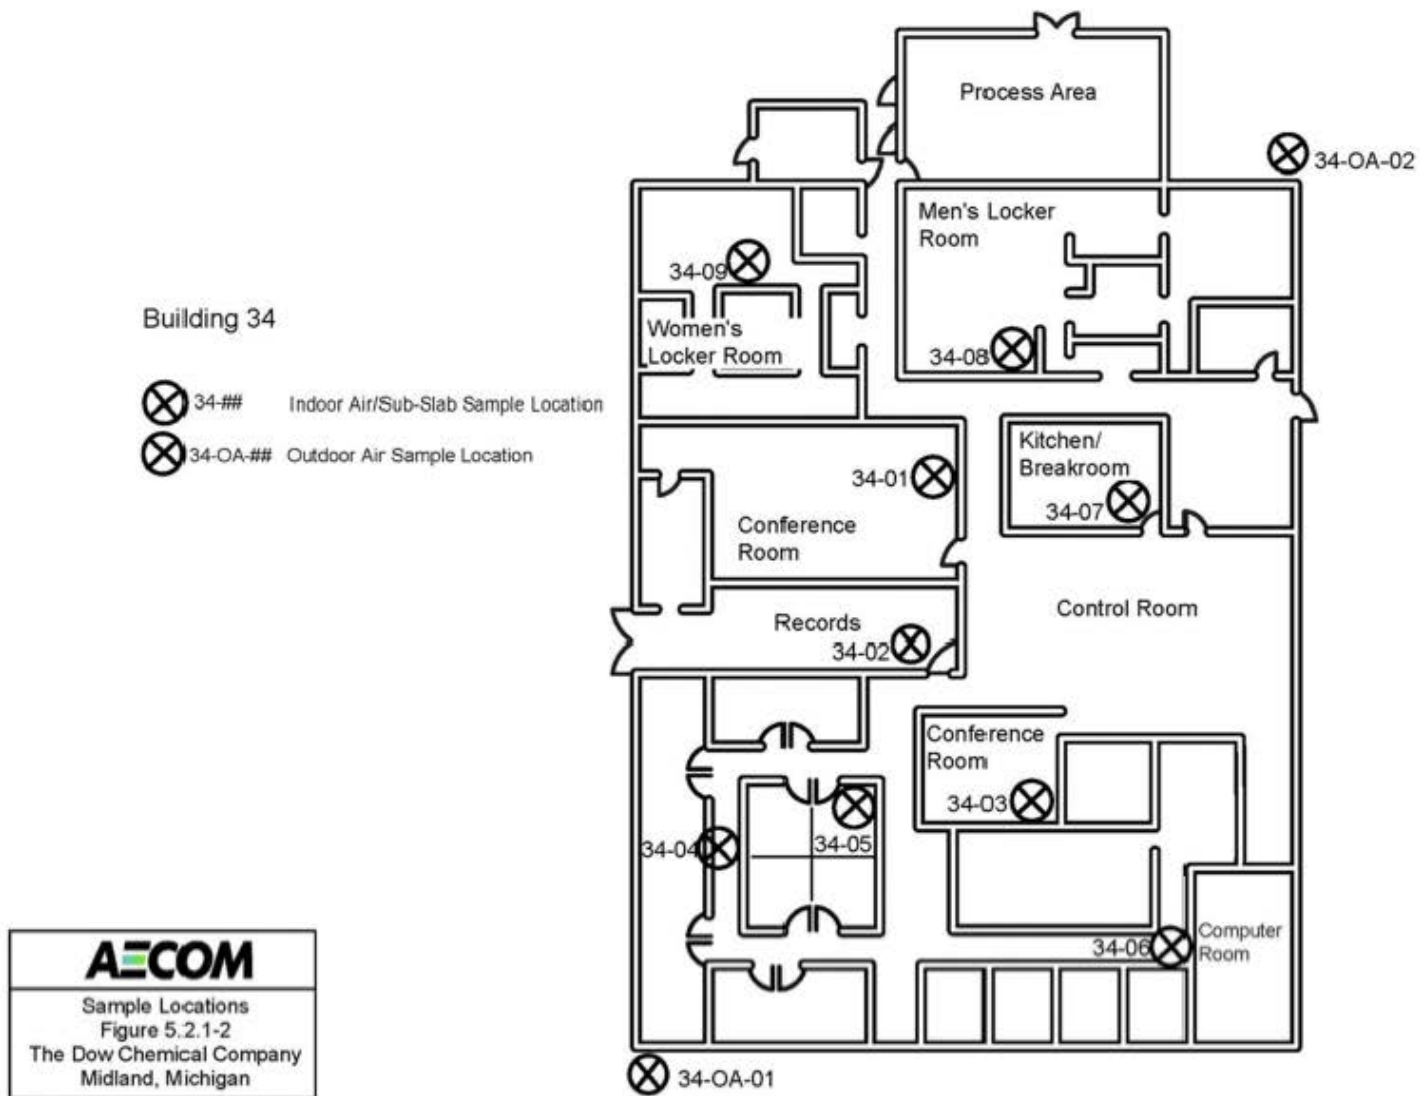 Process Area
34-OA-02
Men's Locker
Room
34-09
Building 34
Women's
Locker Room
34-08
34-##
Indoor Air/Sub-Slab Sample Location
34-OA-##
Outdoor Air Sample Location
Kitchen/
Breakroom
34-01
34-07
Conference
Room
Control Room
Records
34-02
Conference
Room
34-03
34-04
34-05
Computer
Room
34-06
AECOM
Sample Locations
Figure 5.2.1-2
The Dow Chemical Company
Midland, Michigan
34-OA-01